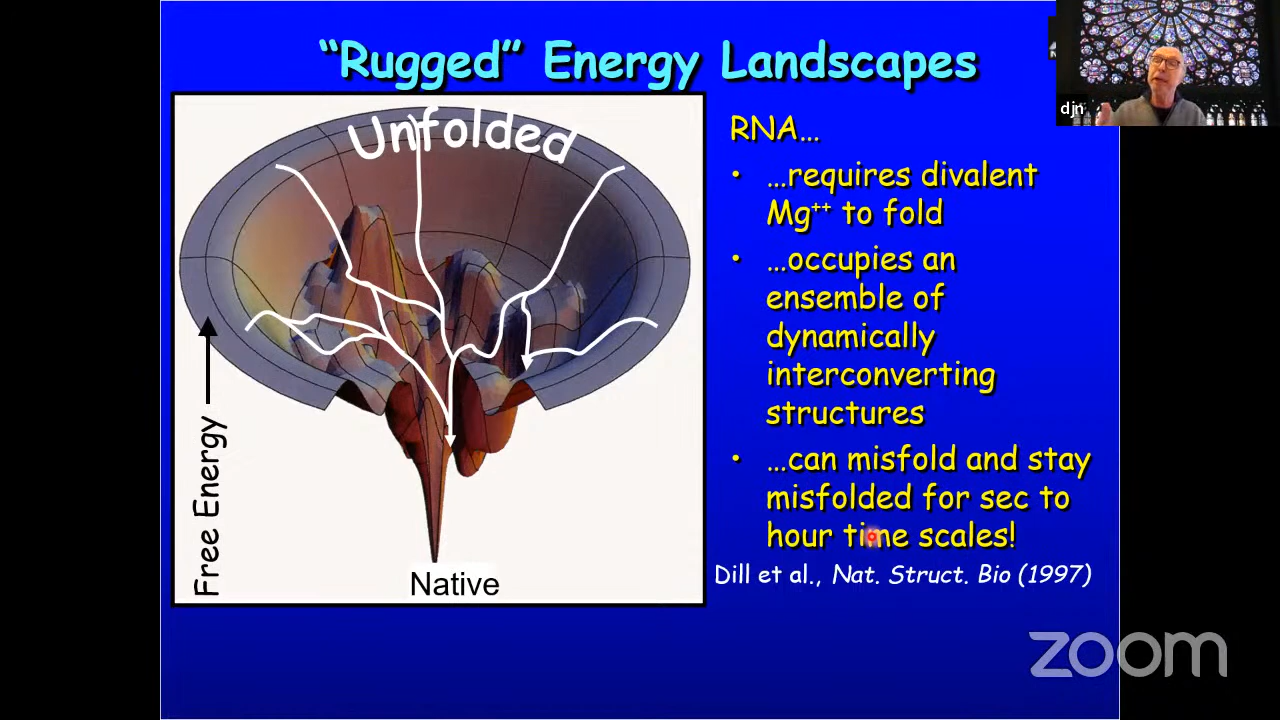 “Rugged” Energy Landscapes
Unfolded
Free Energy
Native
RNA…
• …requires divalent
Mg⁺⁺ to fold
• …occupies an
ensemble of
dynamically
interconverting
structures
• …can misfold and stay
misfolded for sec to
hour time scales!
Dill et al., Nat. Struct. Bio (1997)
djn
zoom